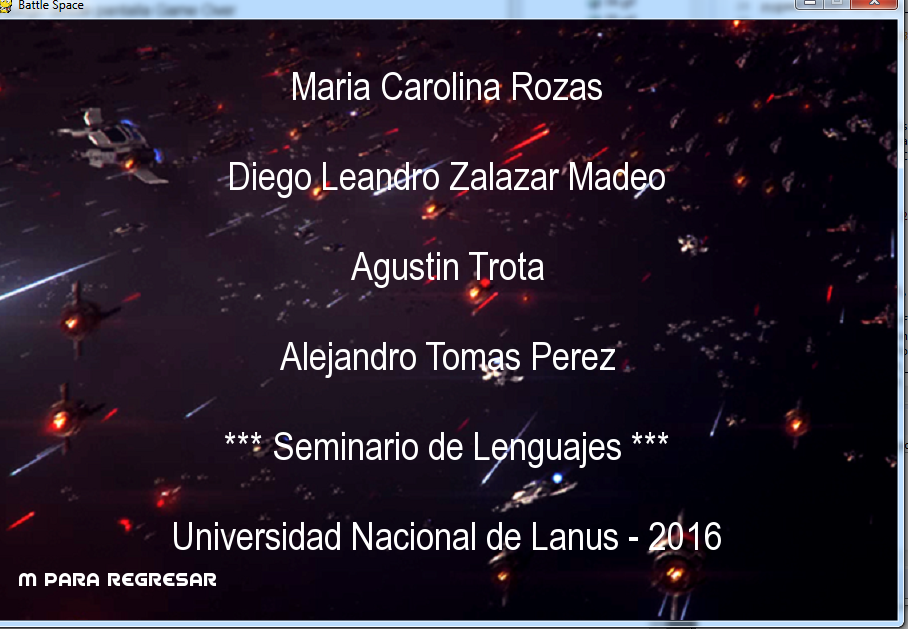 Battle Space
Maria Carolina Rozas
Diego Leandro Zalazar Madeo
Agustin Trota
Alejandro Tomas Perez
*** Seminario de Lenguajes ***
Universidad Nacional de Lanus - 2016
M PARA REGRESAR